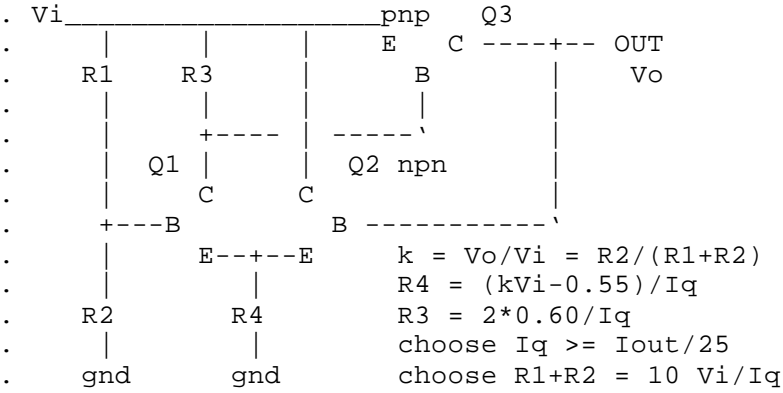 . Vi___________________pnp   Q3
.      |     |     |    E   C ----+-- OUT
.     R1    R3     |      B       |    Vo
.      |     |     |      |       |
.      |     +---- | -----‘       |
.      |  Q1 |     |  Q2 npn      |
.      |     C     C              |
.      +---B         B -----------‘
.      |     E--+--E     k = Vo/Vi = R2/(R1+R2)
.      |        |        R4 = (kVi-0.55)/Iq
.     R2       R4        R3 = 2*0.60/Iq
.      |        |        choose Iq >= Iout/25
.     gnd      gnd       choose R1+R2 = 10 Vi/Iq